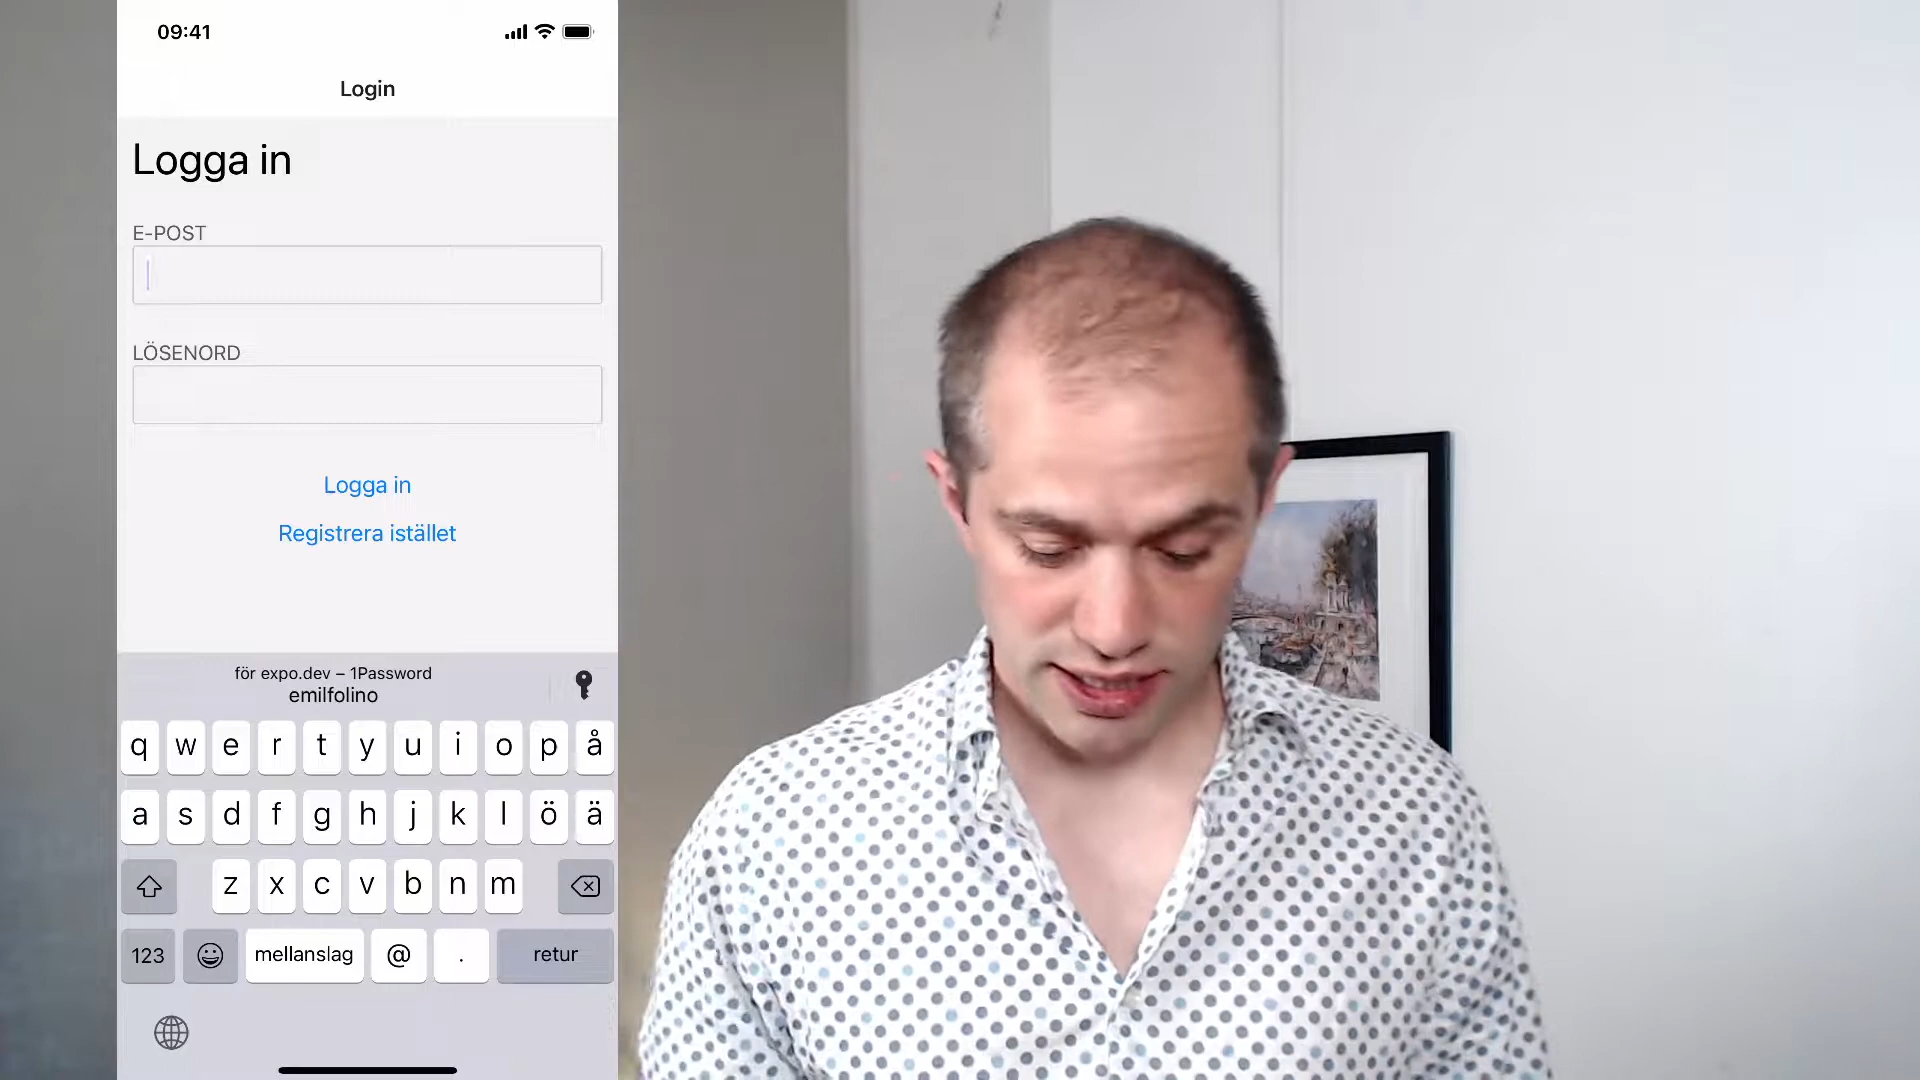 09:41
Login
Logga in
E-POST
LÖSENORD
Logga in
Registrera istället
för expo.dev – 1Password
emilfolino
q w e r t y u i o p å
a s d f g h j k l ö ä
z x c v b n m
123 mellanslag @ . retur